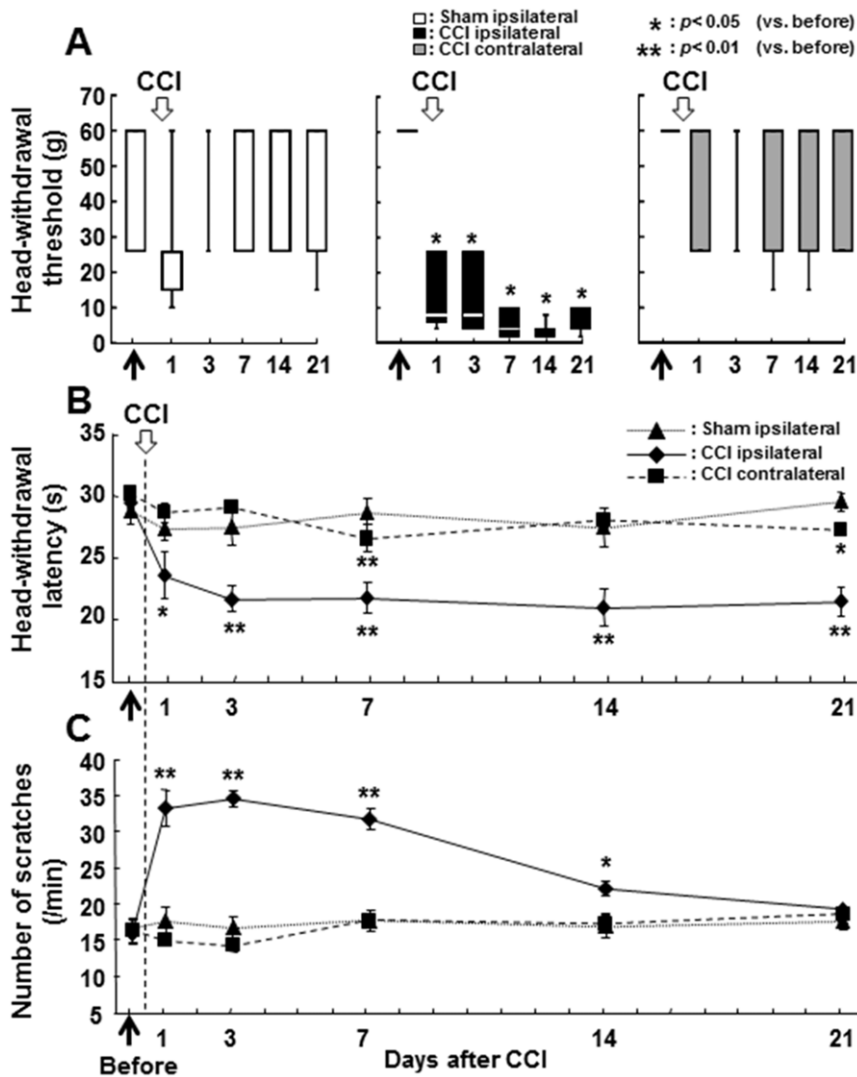 A
□: Sham ipsilateral
■: CCI ipsilateral
■: CCI contralateral
* : p< 0.05 (vs. before)
** : p< 0.01 (vs. before)
Head-withdrawal
threshold (g)
CCI
70
60
50
40
30
20
10
0
1 3 7 14 21
CCI
* * * * *
1 3 7 14 21
CCI
1 3 7 14 21
B
CCI
▲ : Sham ipsilateral
◆ : CCI ipsilateral
■ : CCI contralateral
Head-withdrawal
latency (s)
35
30
25
20
15
** *
* ** ** ** **
1 3 7 14 21
C
Number of scratches
(/min)
40
35
30
25
20
15
10
5
** ** ** *
1 3 7 14 21
Before
Days after CCI